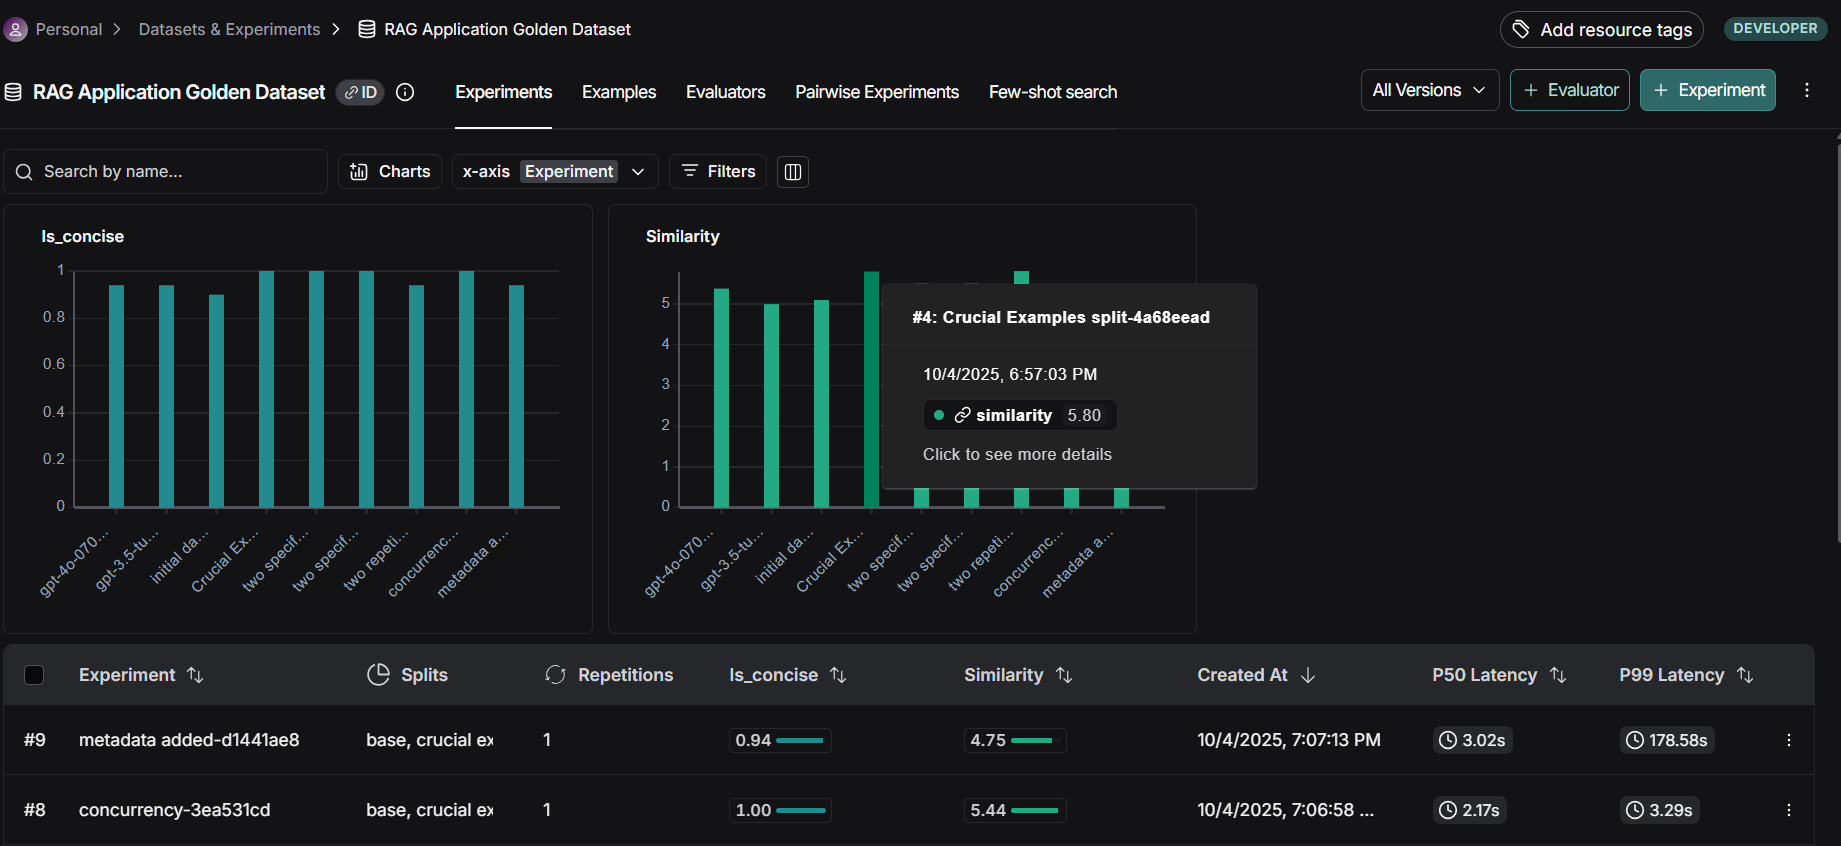 Personal > Datasets & Experiments > RAG Application Golden Dataset
Add resource tags
DEVELOPER
RAG Application Golden Dataset
ID
Experiments
Examples
Evaluators
Pairwise Experiments
Few-shot search
All Versions
+ Evaluator
+ Experiment
Search by name...
Charts
x-axis Experiment
Filters
Is_concise
1
0.8
0.6
0.4
0.2
0
gpt-4o-070...
gpt-3.5-tu...
initial da...
Crucial Ex...
two specif...
two specif...
two repeti...
concurrenc...
metadata a...
Similarity
5
4
3
2
1
0
gpt-4o-070...
gpt-3.5-tu...
initial da...
Crucial Ex...
two specif...
two specif...
two repeti...
concurrenc...
metadata a...
#4: Crucial Examples split-4a68eead
10/4/2025, 6:57:03 PM
similarity 5.80
Click to see more details
Experiment Splits Repetitions Is_concise Similarity Created At P50 Latency P99 Latency
#9 metadata added-d1441ae8 base, crucial ex 1 0.94 4.75 10/4/2025, 7:07:13 PM 3.02s 178.58s
#8 concurrency-3ea531cd base, crucial ex 1 1.00 5.44 10/4/2025, 7:06:58 ... 2.17s 3.29s